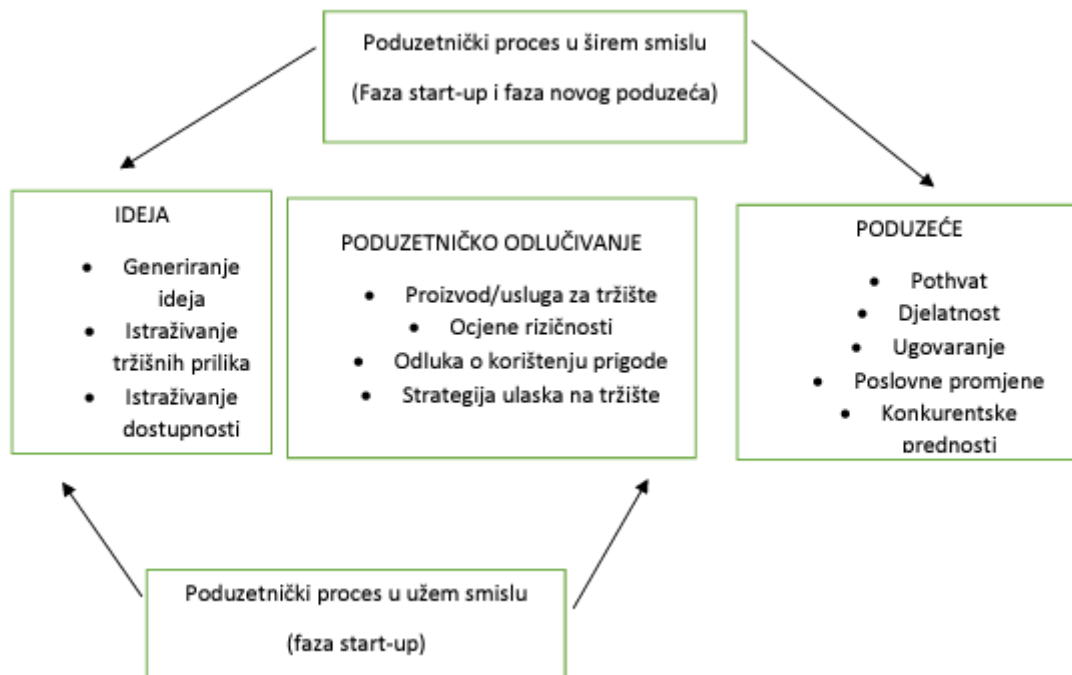 Poduzetnički proces u širem smislu
(Faza start-up i faza novog poduzeća)
IDEJA
• Generiranje
ideja
• Istraživanje
tržišnih prilika
• Istraživanje
dostupnosti
PODUZETNIČKO ODLUČIVANJE
• Proizvod/usluga za tržište
• Ocjene rizičnosti
• Odluka o korištenju prigode
• Strategija ulaska na tržište
PODUZEĆE
• Pothvat
• Djelatnost
• Ugovaranje
• Poslovne promjene
• Konkurentske
prednosti
Poduzetnički proces u užem smislu
(faza start-up)